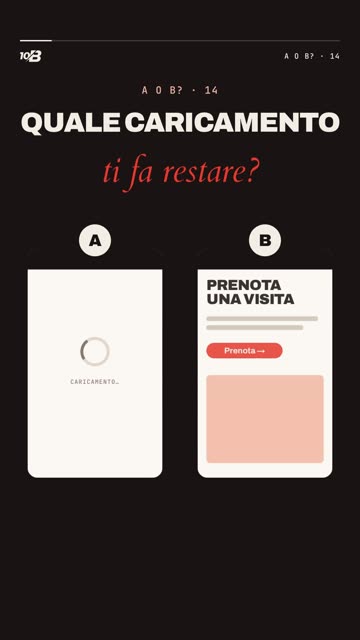 10B
A O B? · 14
A O B? · 14
QUALE CARICAMENTO
ti fa restare?
A
B
CARICAMENTO…
PRENOTA
UNA VISITA
Prenota →